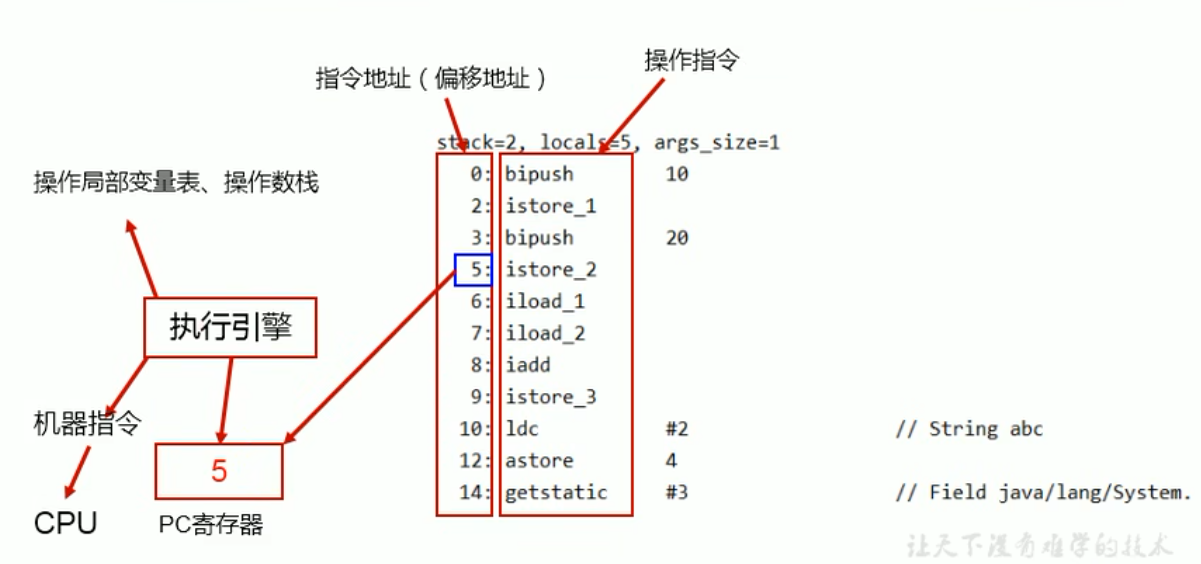 操作指令
指令地址（偏移地址）
stack=2, locals=5, args_size=1
0: bipush 10
2: istore_1
3: bipush 20
5: istore_2
6: iload_1
7: iload_2
8: iadd
9: istore_3
10: ldc #2 // String abc
12: astore 4
14: getstatic #3 // Field java/lang/System.
操作局部变量表、操作数栈
执行引擎
机器指令
5
CPU
PC寄存器
让天下没有难学的技术